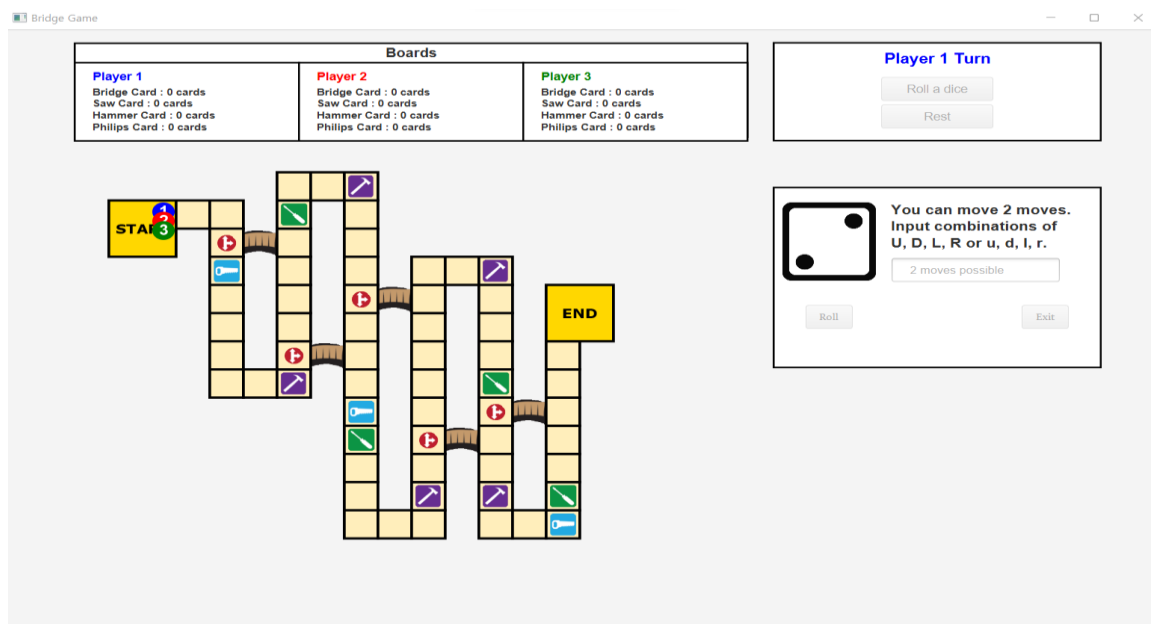 Bridge Game
Boards
Player 1
Bridge Card : 0 cards
Saw Card : 0 cards
Hammer Card : 0 cards
Philips Card : 0 cards
Player 2
Bridge Card : 0 cards
Saw Card : 0 cards
Hammer Card : 0 cards
Philips Card : 0 cards
Player 3
Bridge Card : 0 cards
Saw Card : 0 cards
Hammer Card : 0 cards
Philips Card : 0 cards
Player 1 Turn
Roll a dice
Rest
1
2
STA 3
END
You can move 2 moves.
Input combinations of
U, D, L, R or u, d, l, r.
2 moves possible
Roll
Exit